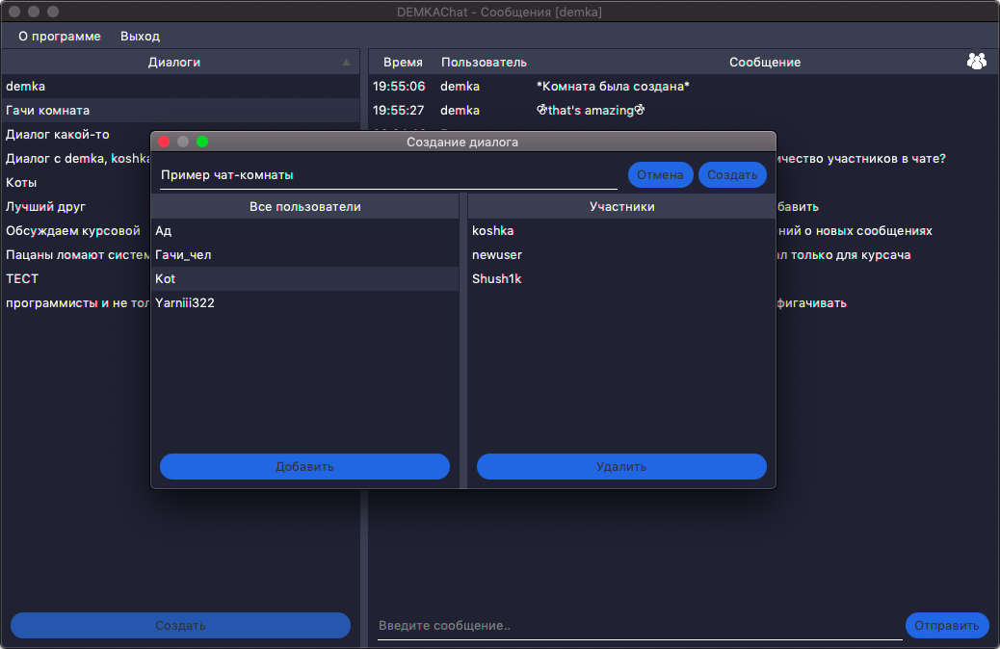 DEMKAChat - Сообщения [demka]
О программе Выход
Диалоги
demka
Гачи комната
Диалог какой-то
Диалог с demka, koshka
Коты
Лучший друг
Обсуждаем курсовой
Пацаны ломают систем
ТЕСТ
программисты и не тол
Создать
Время Пользователь Сообщение
19:55:06 demka *Комната была создана*
19:55:27 demka ⚣that's amazing⚣
ичество участников в чате?
бавить
ний о новых сообщениях
ал только для курсача
фигачивать
Введите сообщение.. Отправить
Создание диалога
Пример чат-комнаты Отмена Создать
Все пользователи
Ад
Гачи_чел
Kot
Yarniii322
Добавить
Участники
koshka
newuser
Shush1k
Удалить